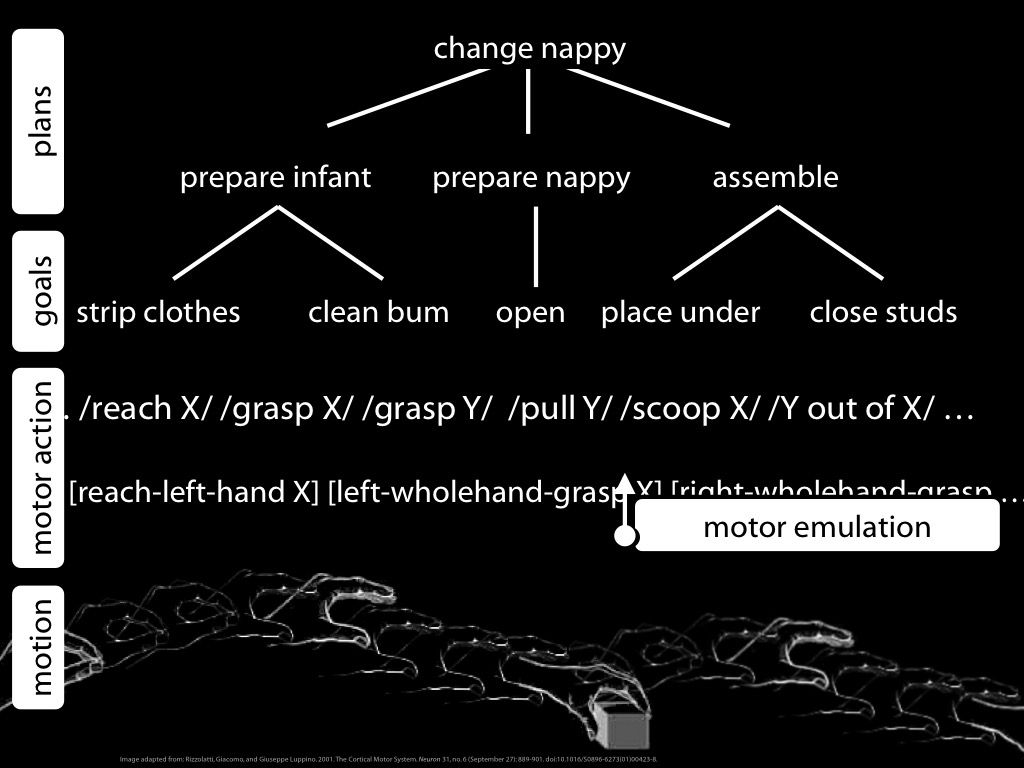 plans
change nappy
prepare infant prepare nappy assemble
goals
strip clothes clean bum open place under close studs
motor action
. /reach X/ /grasp X/ /grasp Y/ /pull Y/ /scoop X/ /Y out of X/ …
[reach-left-hand X] [left-wholehand-grasp X] [right-wholehand-grasp …
motor emulation
motion
Image adapted from: Rizzolatti, Giacomo, and Giuseppe Luppino. 2001. The Cortical Motor System. Neuron 31, no. 6 (September 27): 889-901. doi:10.1016/S0896-6273(01)00423-8.